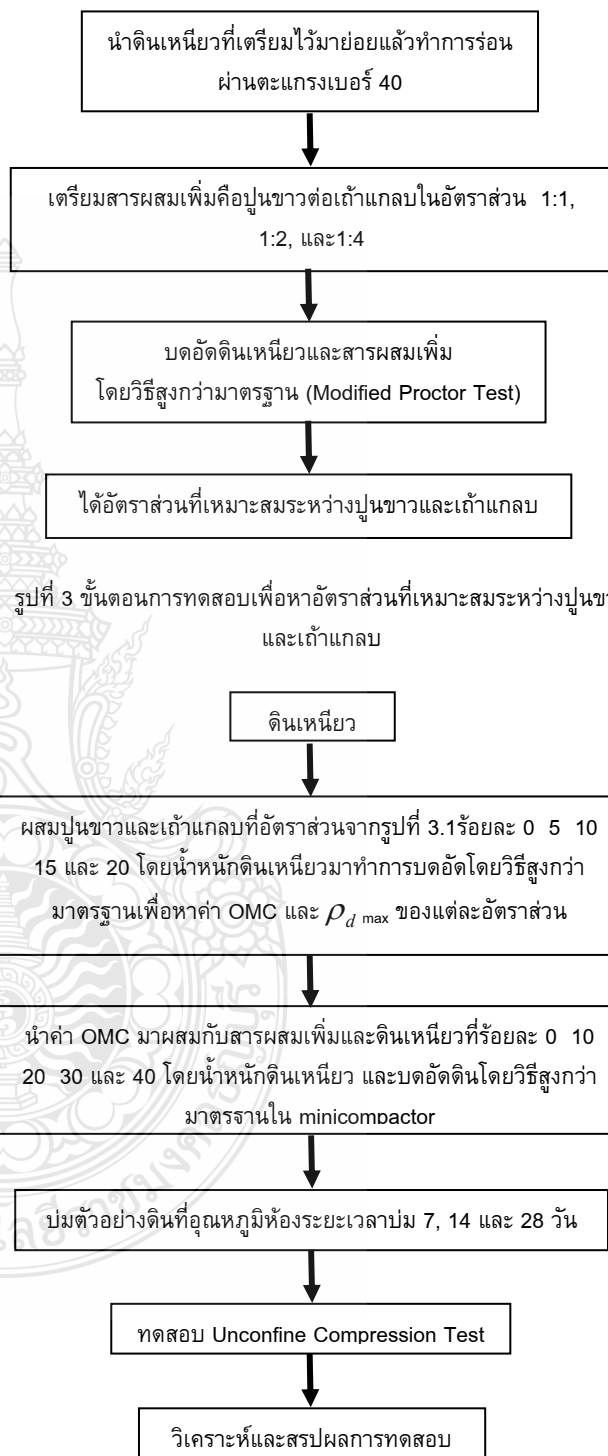 นำดินเหนียวที่เตรียมไว้มาย่อยแล้วทำการร่อน
ผ่านตะแกรงเบอร์ 40
เตรียมสารผสมเพิ่มคือปูนขาวต่อเถ้าแกลบในอัตราส่วน 1:1,
1:2, และ1:4
บดอัดดินเหนียวและสารผสมเพิ่ม
โดยวิธีสูงกว่ามาตรฐาน (Modified Proctor Test)
ได้อัตราส่วนที่เหมาะสมระหว่างปูนขาวและเถ้าแกลบ
รูปที่ 3 ขั้นตอนการทดสอบเพื่อหาอัตราส่วนที่เหมาะสมระหว่างปูนขา
และเถ้าแกลบ
ดินเหนียว
ผสมปูนขาวและเถ้าแกลบที่อัตราส่วนจากรูปที่ 3.1ร้อยละ 0 5 10
15 และ 20 โดยน้ำหนักดินเหนียวมาทำการบดอัดโดยวิธีสูงกว่า
มาตรฐานเพื่อหาค่า OMC และ ρd max ของแต่ละอัตราส่วน
นำค่า OMC มาผสมกับสารผสมเพิ่มและดินเหนียวที่ร้อยละ 0 10
20 30 และ 40 โดยน้ำหนักดินเหนียว และบดอัดดินโดยวิธีสูงกว่า
มาตรฐานใน minicompactor
บ่มตัวอย่างดินที่อุณหภูมิห้องระยะเวลาบ่ม 7, 14 และ 28 วัน
ทดสอบ Unconfine Compression Test
วิเคราะห์และสรุปผลการทดสอบ